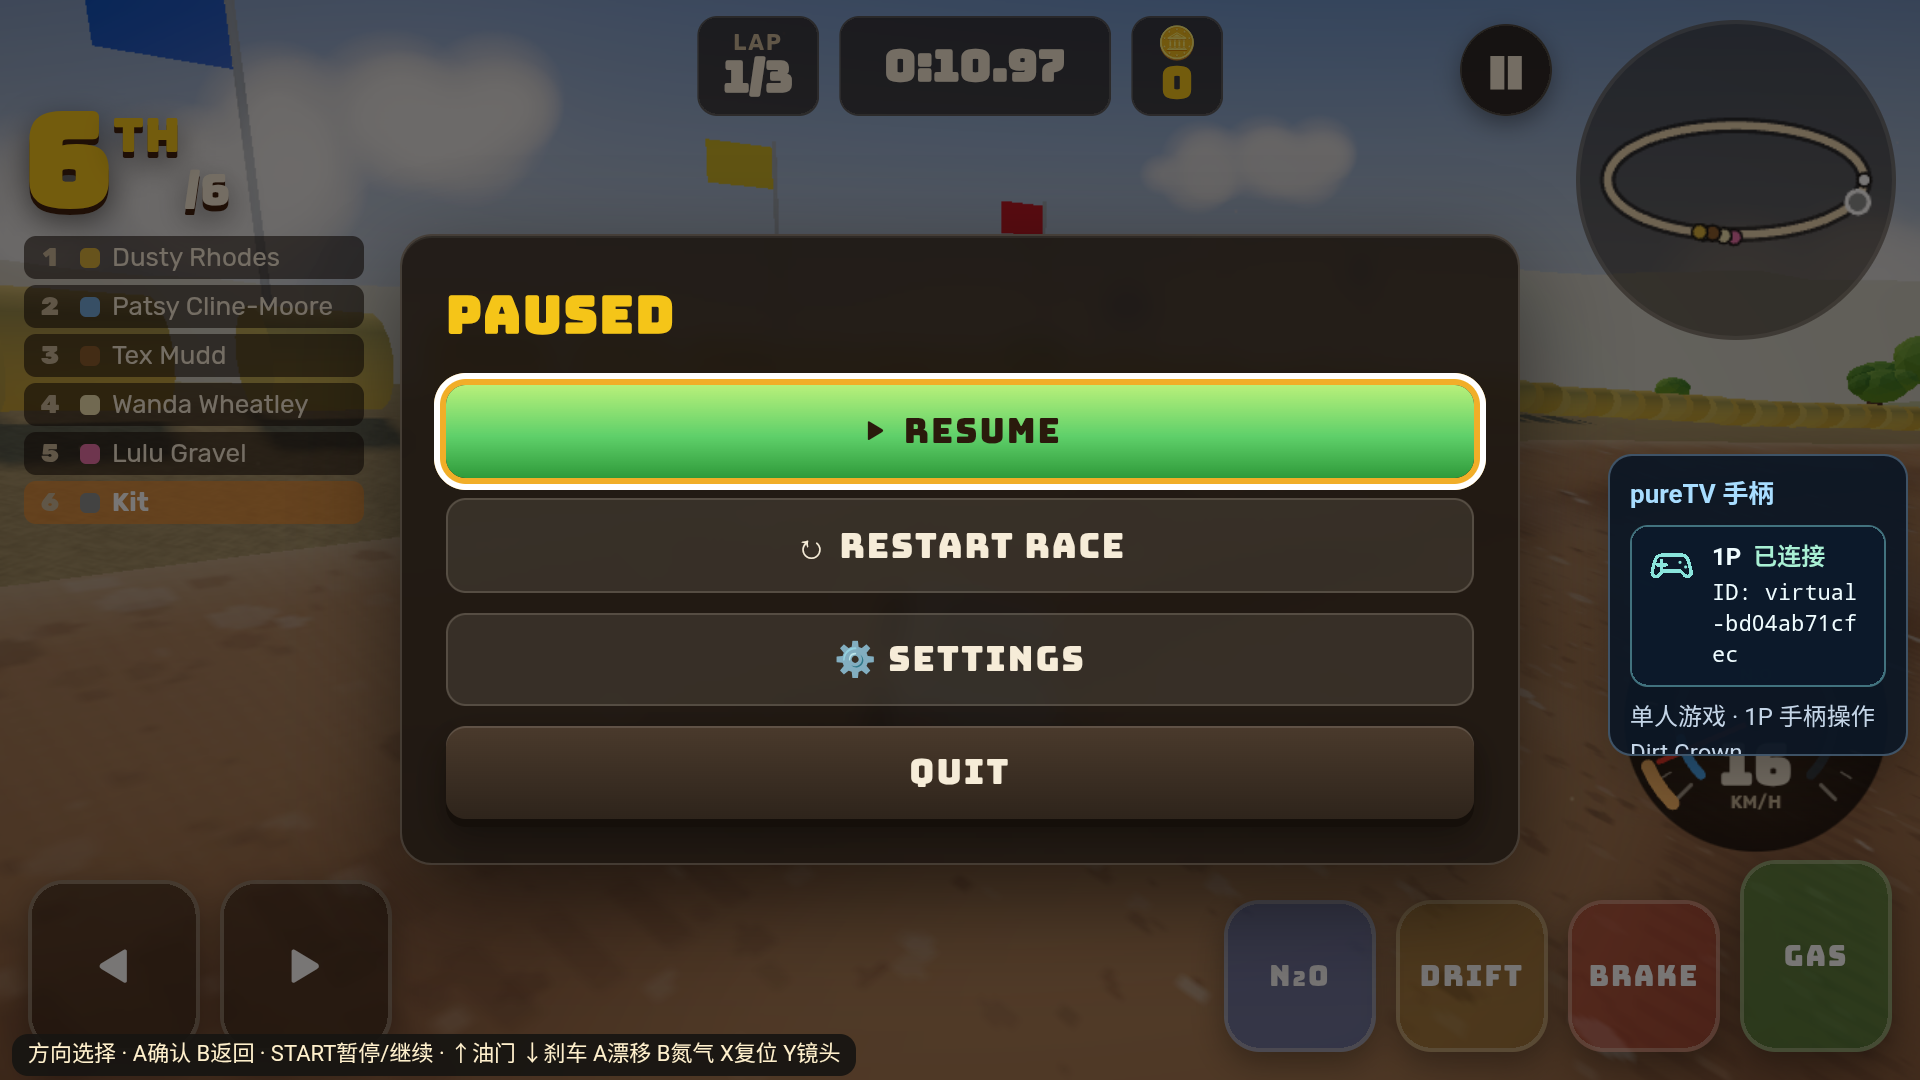 LAP
1/3
0:10.97
0
6TH
/6
1 Dusty Rhodes
2 Patsy Cline-Moore
3 Tex Mudd
4 Wanda Wheatley
5 Lulu Gravel
6 Kit
PAUSED
RESUME
RESTART RACE
SETTINGS
QUIT
pureTV 手柄
1P 已连接
ID: virtual
-bd04ab71cf
ec
单人游戏 · 1P 手柄操作
Dirt Crown
16
KM/H
N2O
DRIFT
BRAKE
GAS
方向选择 · A确认 B返回 · START暂停/继续 · ↑油门 ↓刹车 A漂移 B氮气 X复位 Y镜头